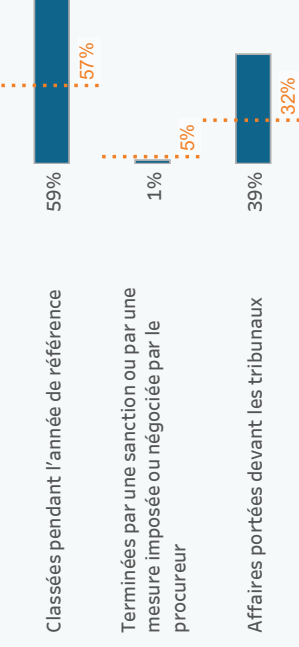 Classées pendant l'année de référence
59%
57%
Terminées par une sanction ou par une
mesure imposée ou négociée par le
procureur
1%
5%
Affaires portées devant les tribunaux
39%
32%